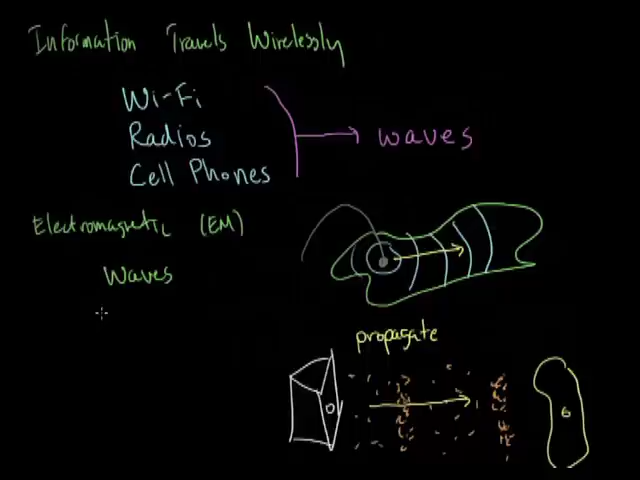 Information Travels Wirelessly
Wi-Fi
Radios
Cell Phones
waves
Electromagnetic (EM)
Waves
propagate